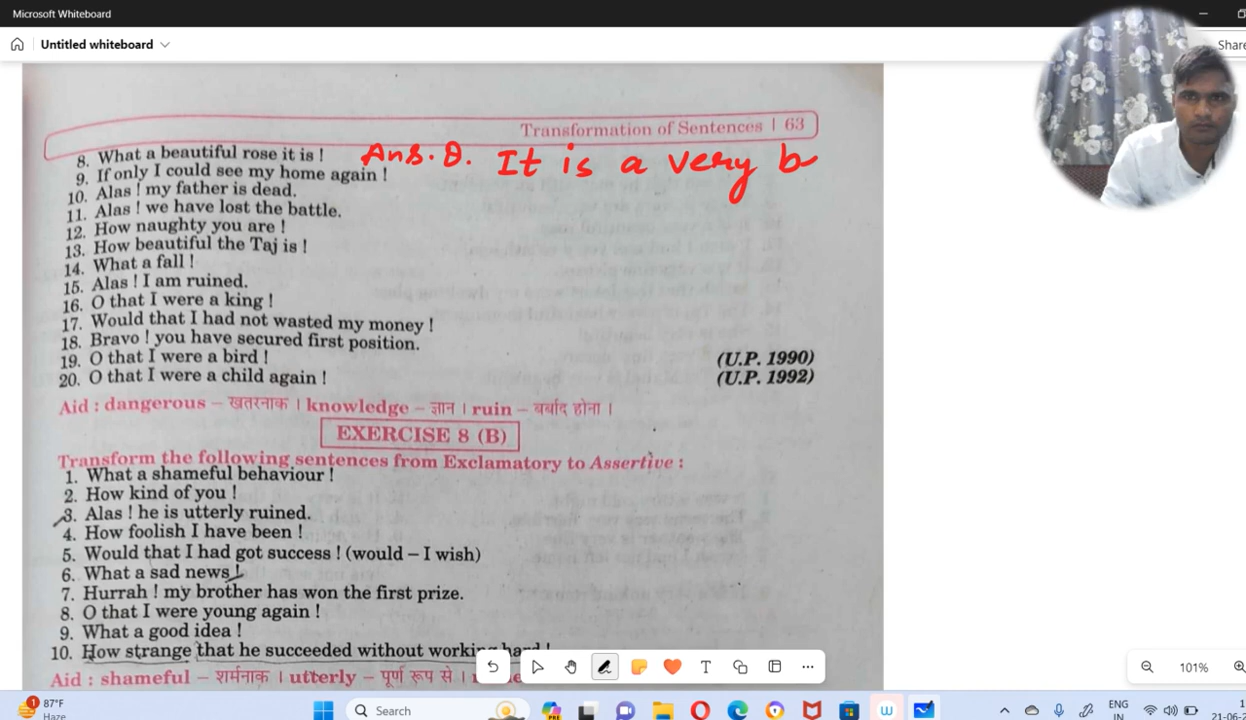 Microsoft Whiteboard
Untitled whiteboard
Share
Transformation of Sentences | 63
8. What a beautiful rose it is !
Ans. 8. It is a very b
9. If only I could see my home again !
10. Alas ! my father is dead.
11. Alas ! we have lost the battle.
12. How naughty you are !
13. How beautiful the Taj is !
14. What a fall !
15. Alas ! I am ruined.
16. O that I were a king !
17. Would that I had not wasted my money !
18. Bravo ! you have secured first position.
19. O that I were a bird ! (U.P. 1990)
20. O that I were a child again ! (U.P. 1992)
Aid : dangerous – खतरनाक । knowledge – ज्ञान । ruin – बर्बाद होना ।
EXERCISE 8 (B)
Transform the following sentences from Exclamatory to Assertive :
1. What a shameful behaviour !
2. How kind of you !
3. Alas ! he is utterly ruined.
4. How foolish I have been !
5. Would that I had got success ! (would – I wish)
6. What a sad news !
7. Hurrah ! my brother has won the first prize.
8. O that I were young again !
9. What a good idea !
10. How strange that he succeeded without working hard !
Aid : shameful – शर्मनाक । utterly – पूर्ण रूप से ।
101%
1
87°F
Haze
Search
PRE
ENG
IN
1
21-06-2